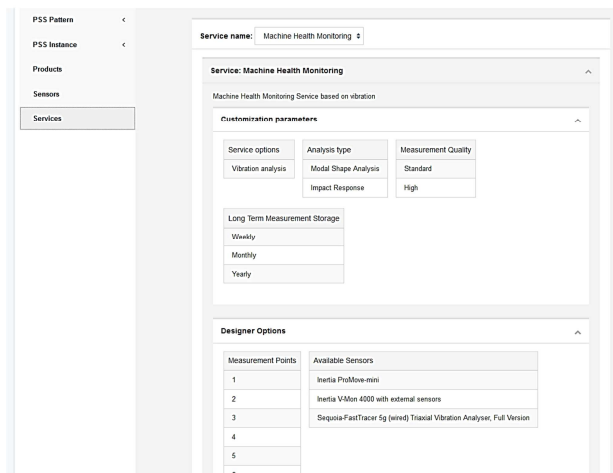 PSS Pattern <
PSS Instance <
Products
Sensors
Services
Service name: Machine Health Monitoring
Service: Machine Health Monitoring
Machine Health Monitoring Service based on vibration
Customization parameters
Service options
Vibration analysis
Analysis type
Modal Shape Analysis
Impact Response
Measurement Quality
Standard
High
Long Term Measurement Storage
Weekly
Monthly
Yearly
Designer Options
Measurement Points
1
2
3
4
5
Available Sensors
Inertia ProMove-mini
Inertia V-Mon 4000 with external sensors
Sequoia-FastTracer 5g (wired) Triaxial Vibration Analyser, Full Version